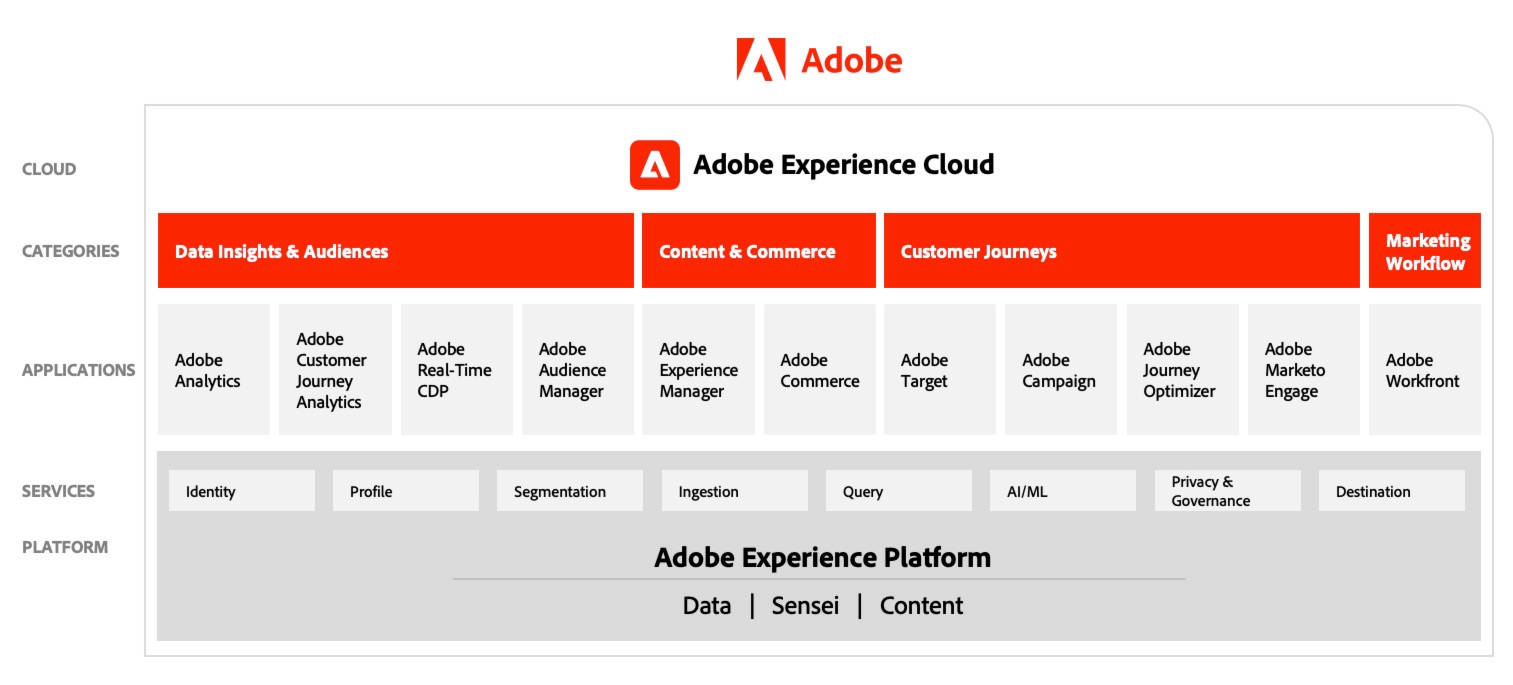 Adobe
CLOUD
Adobe Experience Cloud
CATEGORIES
Data Insights & Audiences
Content & Commerce
Customer Journeys
Marketing
Workflow
APPLICATIONS
Adobe
Analytics
Adobe
Customer
Journey
Analytics
Adobe
Real-Time
CDP
Adobe
Audience
Manager
Adobe
Experience
Manager
Adobe
Commerce
Adobe
Target
Adobe
Campaign
Adobe
Journey
Optimizer
Adobe
Marketo
Engage
Adobe
Workfront
SERVICES
Identity
Profile
Segmentation
Ingestion
Query
AI/ML
Privacy &
Governance
Destination
PLATFORM
Adobe Experience Platform
Data | Sensei | Content